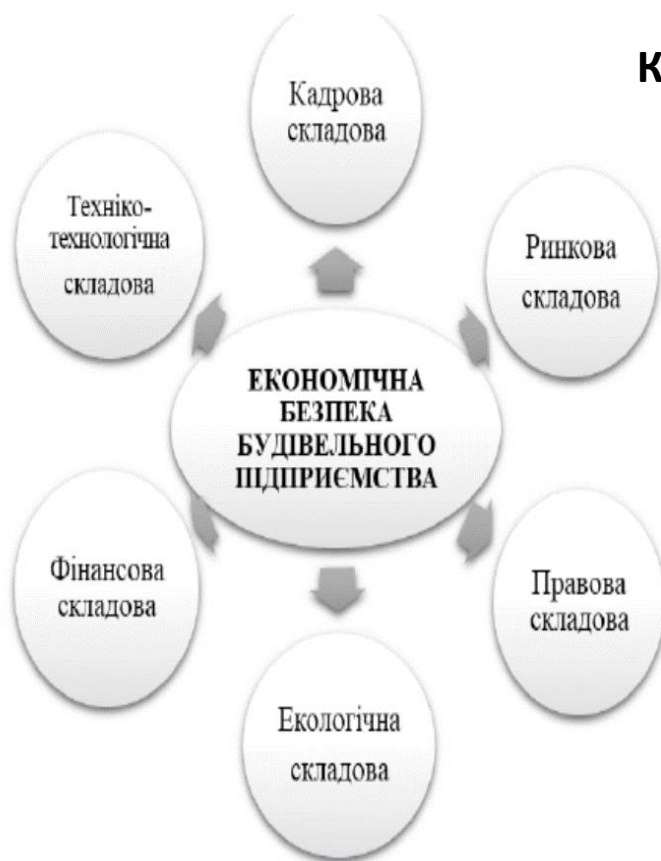 К
Кадрова
складова
Техніко-
технологічна
складова
Ринкова
складова
ЕКОНОМІЧНА
БЕЗПЕКА
БУДІВЕЛЬНОГО
ПІДПРИЄМСТВА
Фінансова
складова
Правова
складова
Екологічна
складова